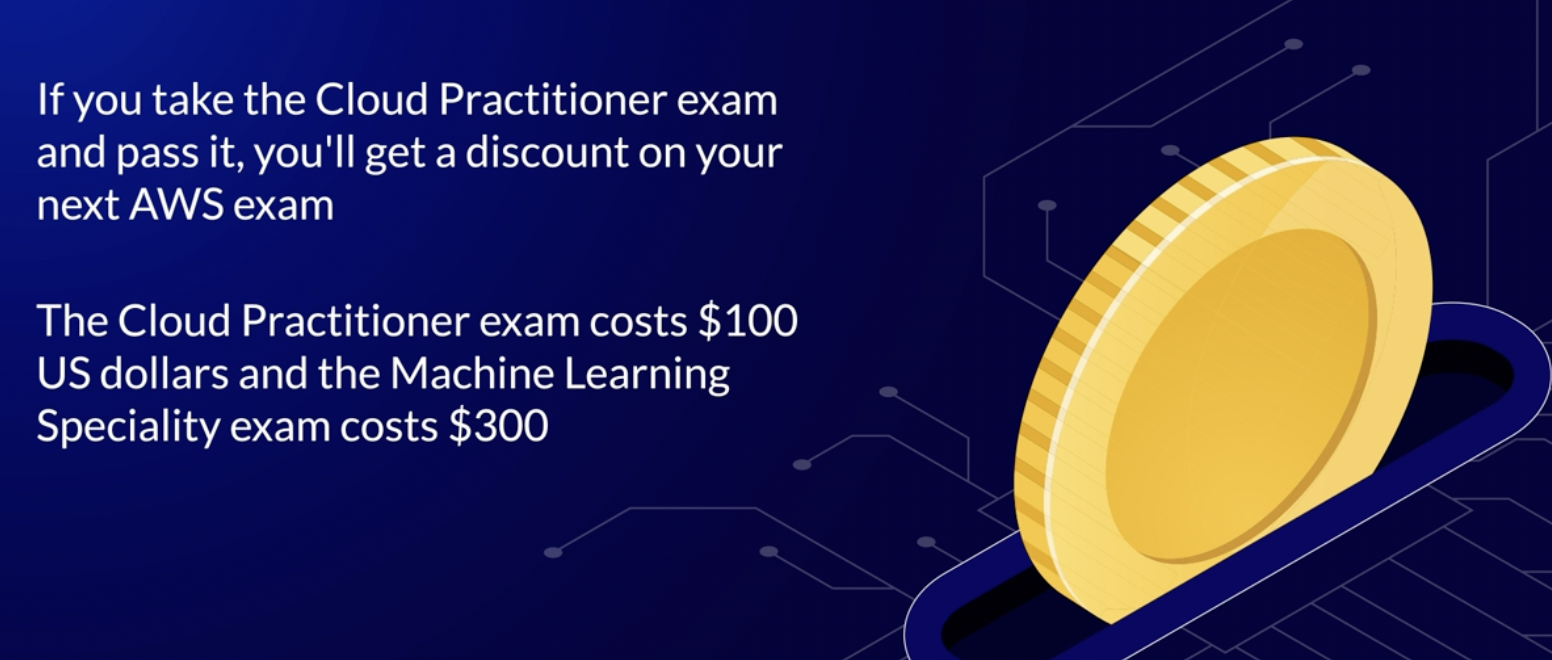 If you take the Cloud Practitioner exam
and pass it, you'll get a discount on your
next AWS exam
The Cloud Practitioner exam costs $100
US dollars and the Machine Learning
Speciality exam costs $300